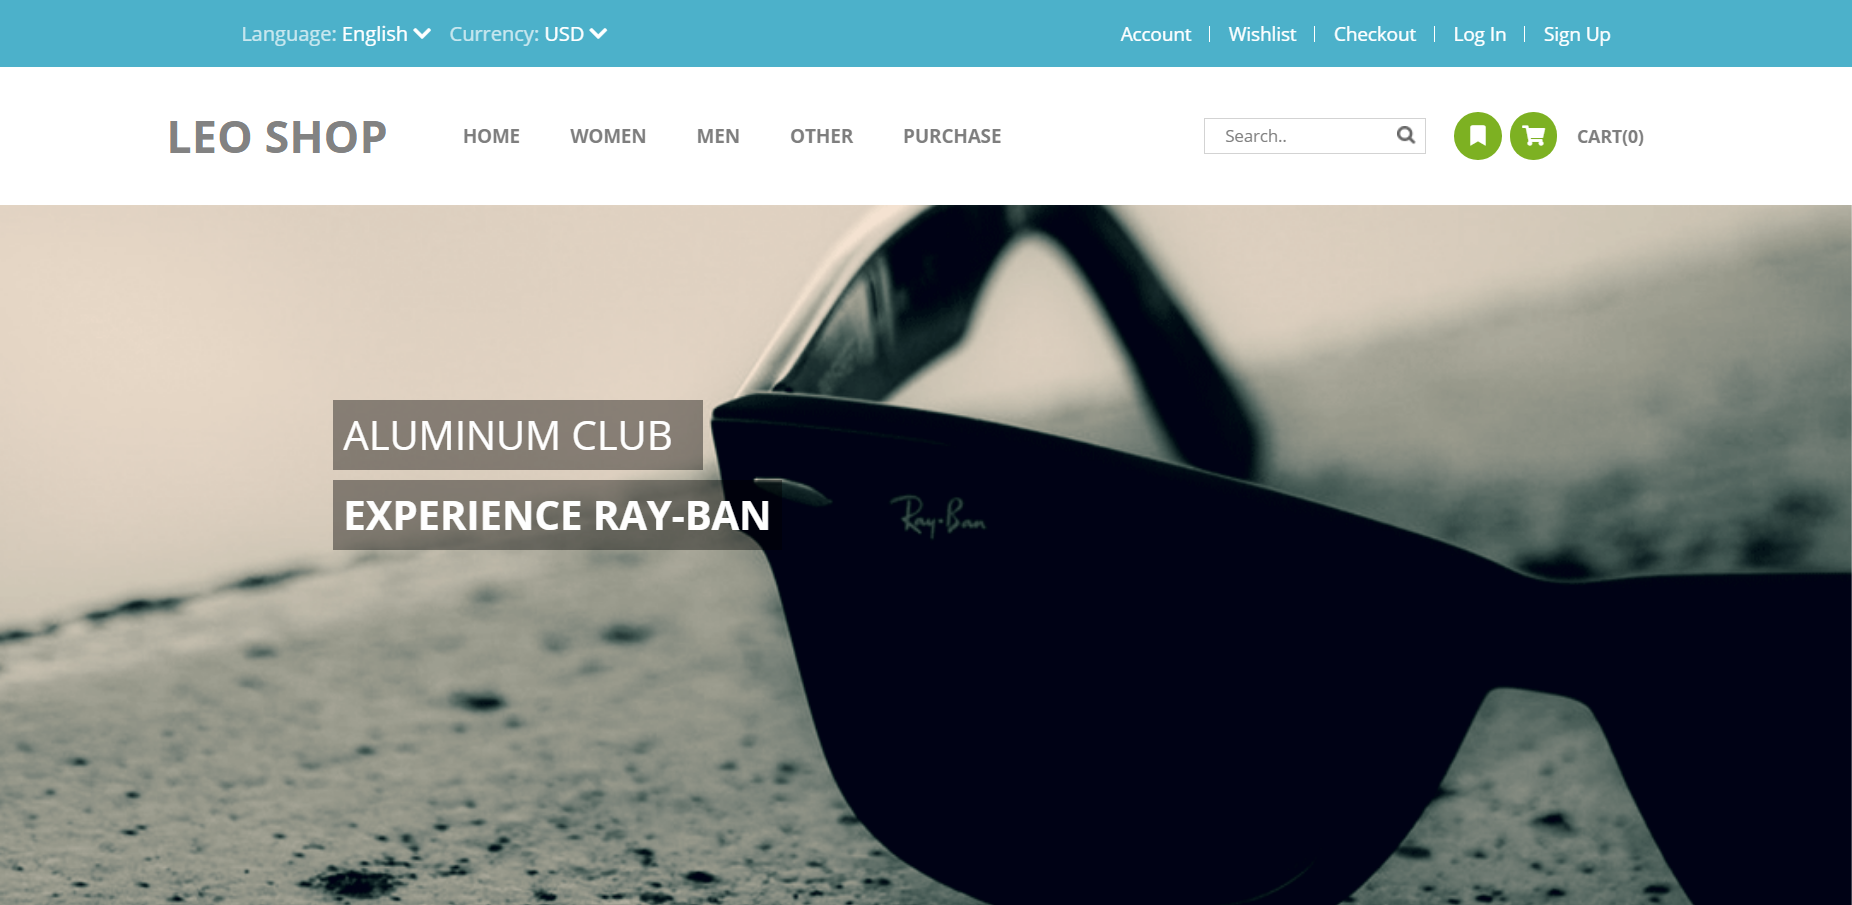 Language: English Currency: USD Account Wishlist Checkout Log In Sign Up
LEO SHOP HOME WOMEN MEN OTHER PURCHASE Search.. CART(0)
ALUMINUM CLUB
EXPERIENCE RAY-BAN
Ray-Ban